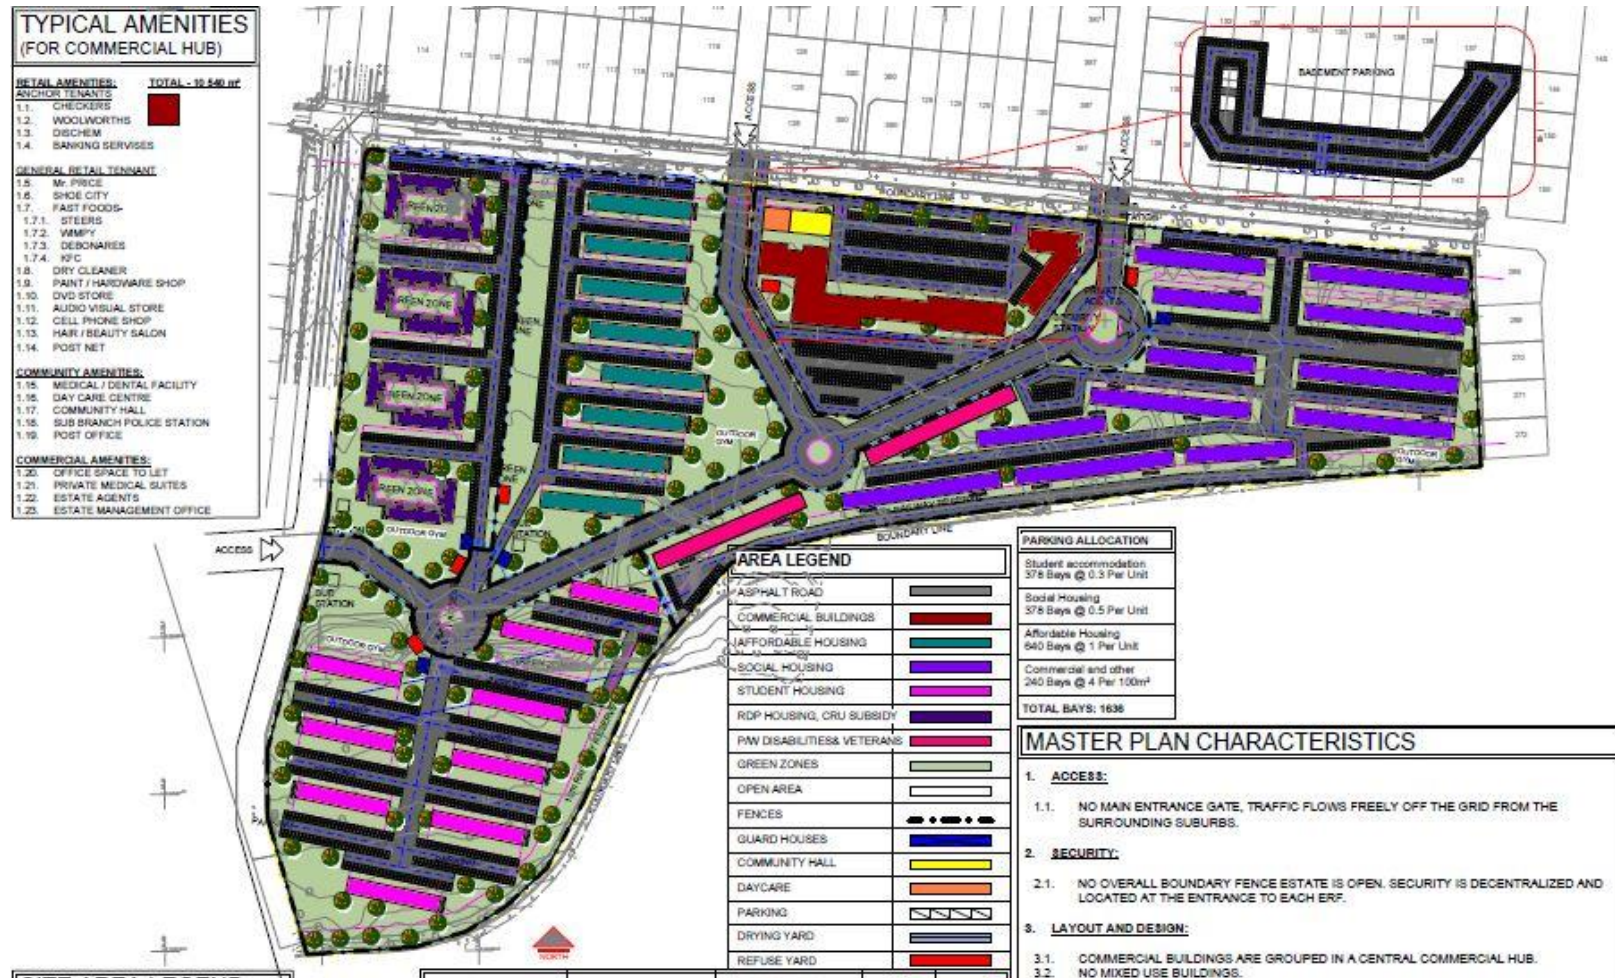 TYPICAL AMENITIES
(FOR COMMERCIAL HUB)
RETAIL AMENITIES: TOTAL - 10 540 m²
ANCHOR TENANTS
1.1. CHECKERS
1.2. WOOLWORTHS
1.3. DISCHEM
1.4. BANKING SERVISES
GENERAL RETAIL TENNANT
1.5. Mr. PRICE
1.6. SHOE CITY
1.7. FAST FOODS-
1.7.1. STEERS
1.7.2. WIMPY
1.7.3. DEBONARES
1.7.4. KFC
1.8. DRY CLEANER
1.9. PAINT / HARDWARE SHOP
1.10. DVD STORE
1.11. AUDIO VISUAL STORE
1.12. CELL PHONE SHOP
1.13. HAIR / BEAUTY SALON
1.14. POST NET
COMMUNITY AMENITIES:
1.15. MEDICAL / DENTAL FACILITY
1.16. DAY CARE CENTRE
1.17. COMMUNITY HALL
1.18. SUB BRANCH POLICE STATION
1.19. POST OFFICE
COMMERCIAL AMENITIES:
1.20. OFFICE SPACE TO LET
1.21. PRIVATE MEDICAL SUITES
1.22. ESTATE AGENTS
1.23. ESTATE MANAGEMENT OFFICE
ACCESS
ACCESS
ACCESS
BASEMENT PARKING
BOUNDARY LINE
GREEN ZONE
GREEN ZONE
GREEN ZONE
OUTDOOR GYM
OUTDOOR GYM
OUTDOOR GYM
OUTDOOR GYM
SUB STATION
BOUNDARY LINE
NORTH
AREA LEGEND
ASPHALT ROAD
COMMERCIAL BUILDINGS
AFFORDABLE HOUSING
SOCIAL HOUSING
STUDENT HOUSING
RDP HOUSING, CRU SUBSIDY
P/W DISABILITIES& VETERANS
GREEN ZONES
OPEN AREA
FENCES
GUARD HOUSES
COMMUNITY HALL
DAYCARE
PARKING
DRYING YARD
REFUSE YARD
PARKING ALLOCATION
Student accommodation
378 Bays @ 0.3 Per Unit
Social Housing
378 Bays @ 0.5 Per Unit
Affordable Housing
640 Bays @ 1 Per Unit
Commercial and other
240 Bays @ 4 Per 100m²
TOTAL BAYS: 1636
MASTER PLAN CHARACTERISTICS
1. ACCESS:
1.1. NO MAIN ENTRANCE GATE, TRAFFIC FLOWS FREELY OFF THE GRID FROM THE
SURROUNDING SUBURBS.
2. SECURITY:
2.1. NO OVERALL BOUNDARY FENCE ESTATE IS OPEN. SECURITY IS DECENTRALIZED AND
LOCATED AT THE ENTRANCE TO EACH ERF.
3. LAYOUT AND DESIGN:
3.1. COMMERCIAL BUILDINGS ARE GROUPED IN A CENTRAL COMMERCIAL HUB.
3.2. NO MIXED USE BUILDINGS.